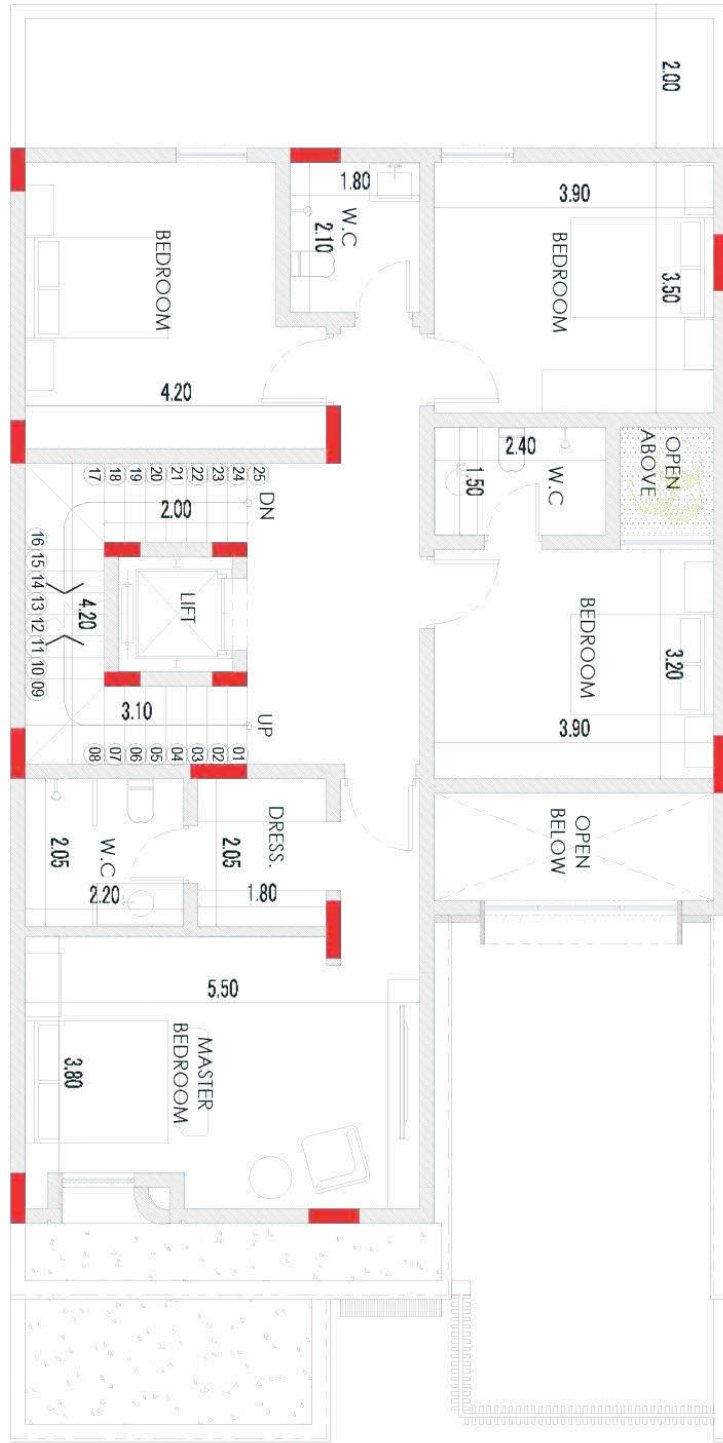 2.00
1.80
W.C
2.10
3.90
3.50
BEDROOM
BEDROOM
4.20
OPEN
ABOVE
2.40
W.C
1.50
25
24
23
22
21
20
19
18
17
DN
2.00
16
15
14
13
12
11
10
09
4.20
LIFT
BEDROOM
3.20
3.90
3.10
UP
01
02
03
04
05
06
07
08
DRESS.
2.05
1.80
W.C
2.05
2.20
OPEN
BELOW
5.50
MASTER
BEDROOM
3.80